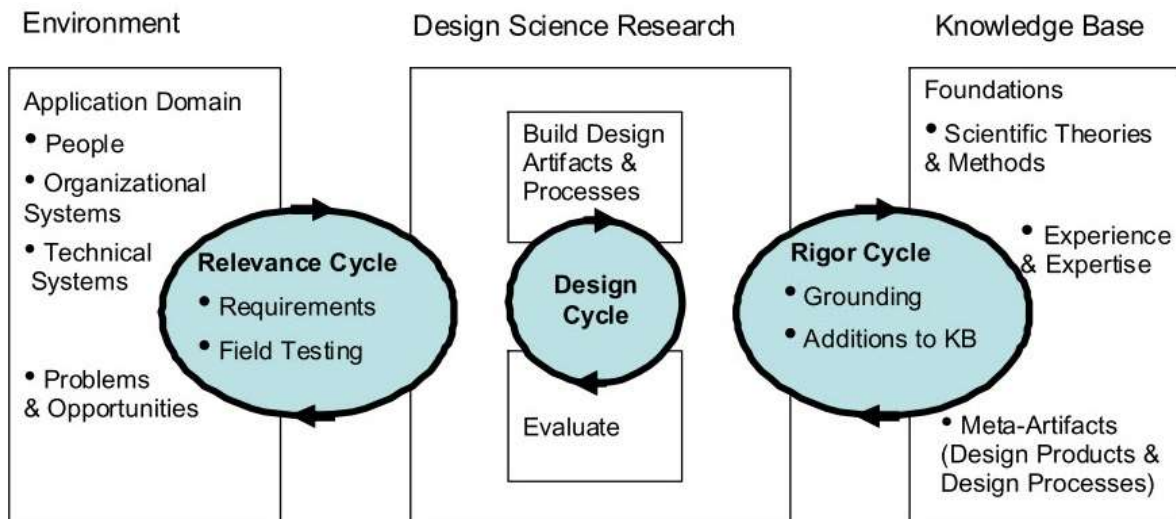 Environment
Design Science Research
Knowledge Base
Application Domain
• People
• Organizational
Systems
• Technical
Systems
• Problems
& Opportunities
Relevance Cycle
• Requirements
• Field Testing
Build Design
Artifacts &
Processes
Design
Cycle
Evaluate
Rigor Cycle
• Grounding
• Additions to KB
Foundations
• Scientific Theories
& Methods
• Experience
& Expertise
• Meta-Artifacts
(Design Products &
Design Processes)